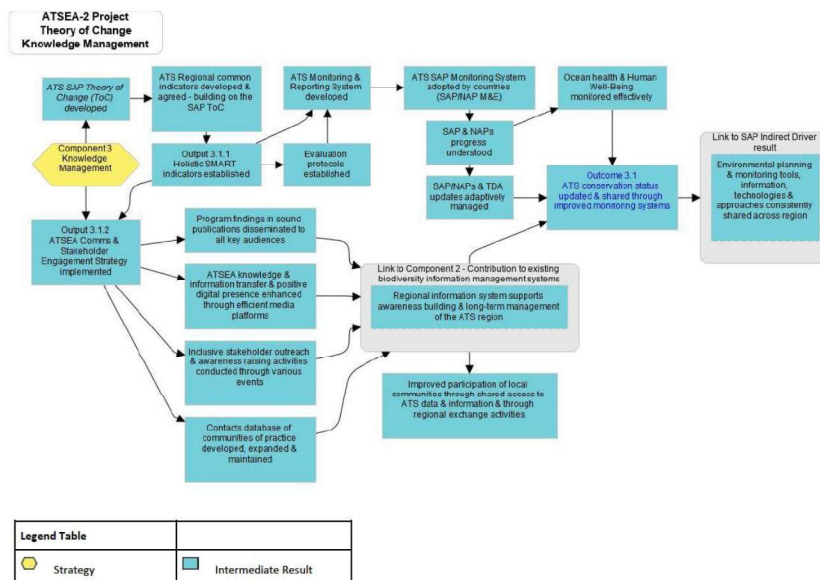 ATSEA-2 Project
Theory of Change
Knowledge Management
ATS SAP Theory of
Change (ToC)
developed
ATS Regional common
indicators developed &
agreed - building on the
SAP ToC
ATS Monitoring &
Reporting System
developed
ATS SAP Monitoring System
adopted by countries
(SAP/NAP M&E)
Ocean health & Human
Well-Being
monitored effectively
Component 3
Knowledge
Management
Output 3.1.1
Holistic SMART
indicators established
Evaluation
protocols
established
SAP & NAPs
progress
understood
SAP/NAPs & TDA
updates adaptively
managed
Outcome 3.1
ATS conservation status
updated & shared through
improved monitoring systems
Link to SAP Indirect Driver
result
Environmental planning
& monitoring tools,
information,
technologies &
approaches consistently
shared across region
Output 3.1.2
ATSEA Comms &
Stakeholder
Engagement Strategy
implemented
Program findings in sound
publications disseminated to
all key audiences
ATSEA knowledge &
information transfer & positive
digital presence enhanced
through efficient media
platforms
Inclusive stakeholder outreach
& awareness raising activities
conducted through various
events
Contacts database of
communities of practice
developed, expanded &
maintained
Link to Component 2 - Contribution to existing
biodiversity information management systems
Regional information system supports
awareness building & long-term management
of the ATS region
Improved participation of local
communities through shared access to
ATS data & information & through
regional exchange activities
Legend Table
Strategy
Intermediate Result